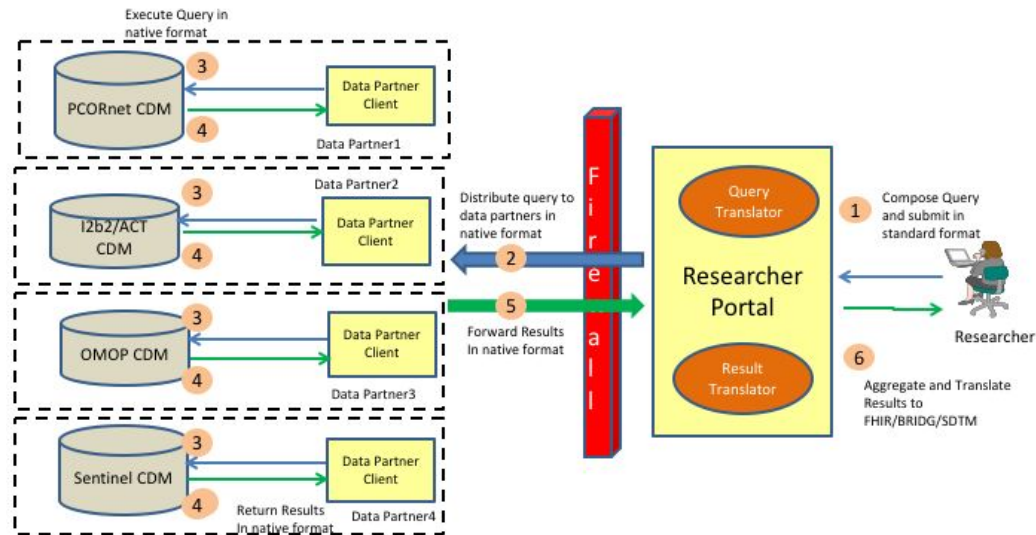 Execute Query in
native format
3
PCORnet CDM
4
Data Partner
Client
Data Partner1
3
Data Partner2
I2b2/ACT
CDM
4
Data Partner
Client
3
OMOP CDM
4
Data Partner
Client
Data Partner3
3
Sentinel CDM
4
Data Partner
Client
Return Results
In native format
Data Partner4
Distribute query to
data partners in
native format
2
5
Forward Results
In native format
F
i
r
e
a
l
l
Query
Translator
Researcher
Portal
Result
Translator
1
Compose Query
and submit in
standard format
Researcher
6
Aggregate and Translate
Results to
FHIR/BRIDG/SDTM